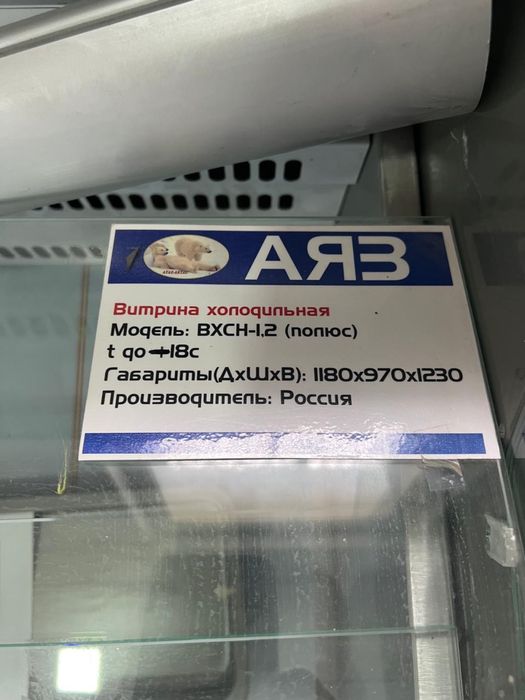 АЯЗ
Витрина холодильная
Модель: ВХСН-1,2 (полюс)
t до -18с
Габариты(ДхШхВ): 1180х970х1230
Производитель: Россия